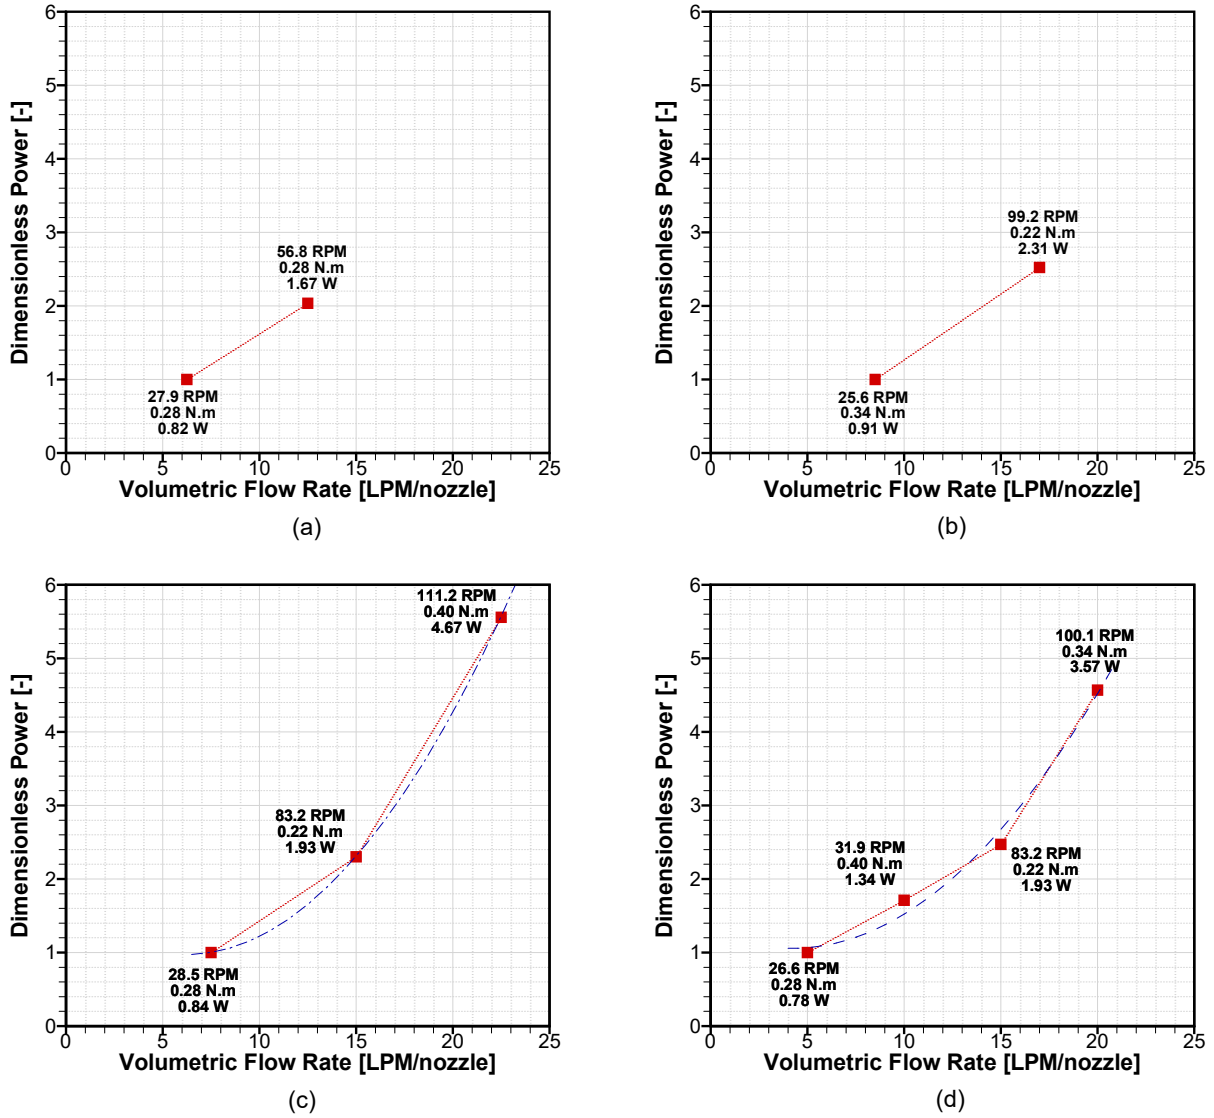 6
5
4
3
2
1
0
Dimensionless Power [-]
56.8 RPM
0.28 N.m
1.67 W
27.9 RPM
0.28 N.m
0.82 W
0 5 10 15 20 25
Volumetric Flow Rate [LPM/nozzle]
(a)
6
5
4
3
2
1
0
Dimensionless Power [-]
99.2 RPM
0.22 N.m
2.31 W
25.6 RPM
0.34 N.m
0.91 W
0 5 10 15 20 25
Volumetric Flow Rate [LPM/nozzle]
(b)
6
5
4
3
2
1
0
Dimensionless Power [-]
111.2 RPM
0.40 N.m
4.67 W
83.2 RPM
0.22 N.m
1.93 W
28.5 RPM
0.28 N.m
0.84 W
0 5 10 15 20 25
Volumetric Flow Rate [LPM/nozzle]
(c)
6
5
4
3
2
1
0
Dimensionless Power [-]
100.1 RPM
0.34 N.m
3.57 W
31.9 RPM
0.40 N.m
1.34 W
83.2 RPM
0.22 N.m
1.93 W
26.6 RPM
0.28 N.m
0.78 W
0 5 10 15 20 25
Volumetric Flow Rate [LPM/nozzle]
(d)